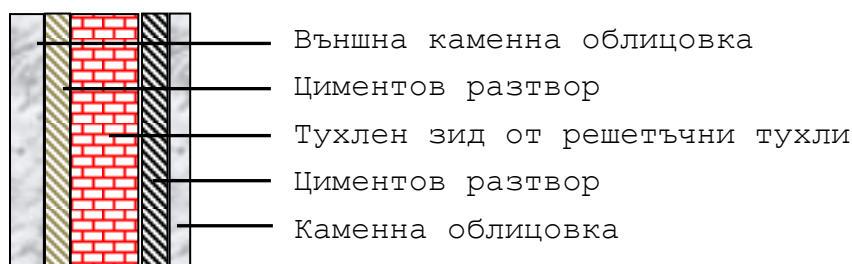 Външна каменна облицовка
Циментов разтвор
Тухлен зид от решетъчни тухли
Циментов разтвор
Каменна облицовка